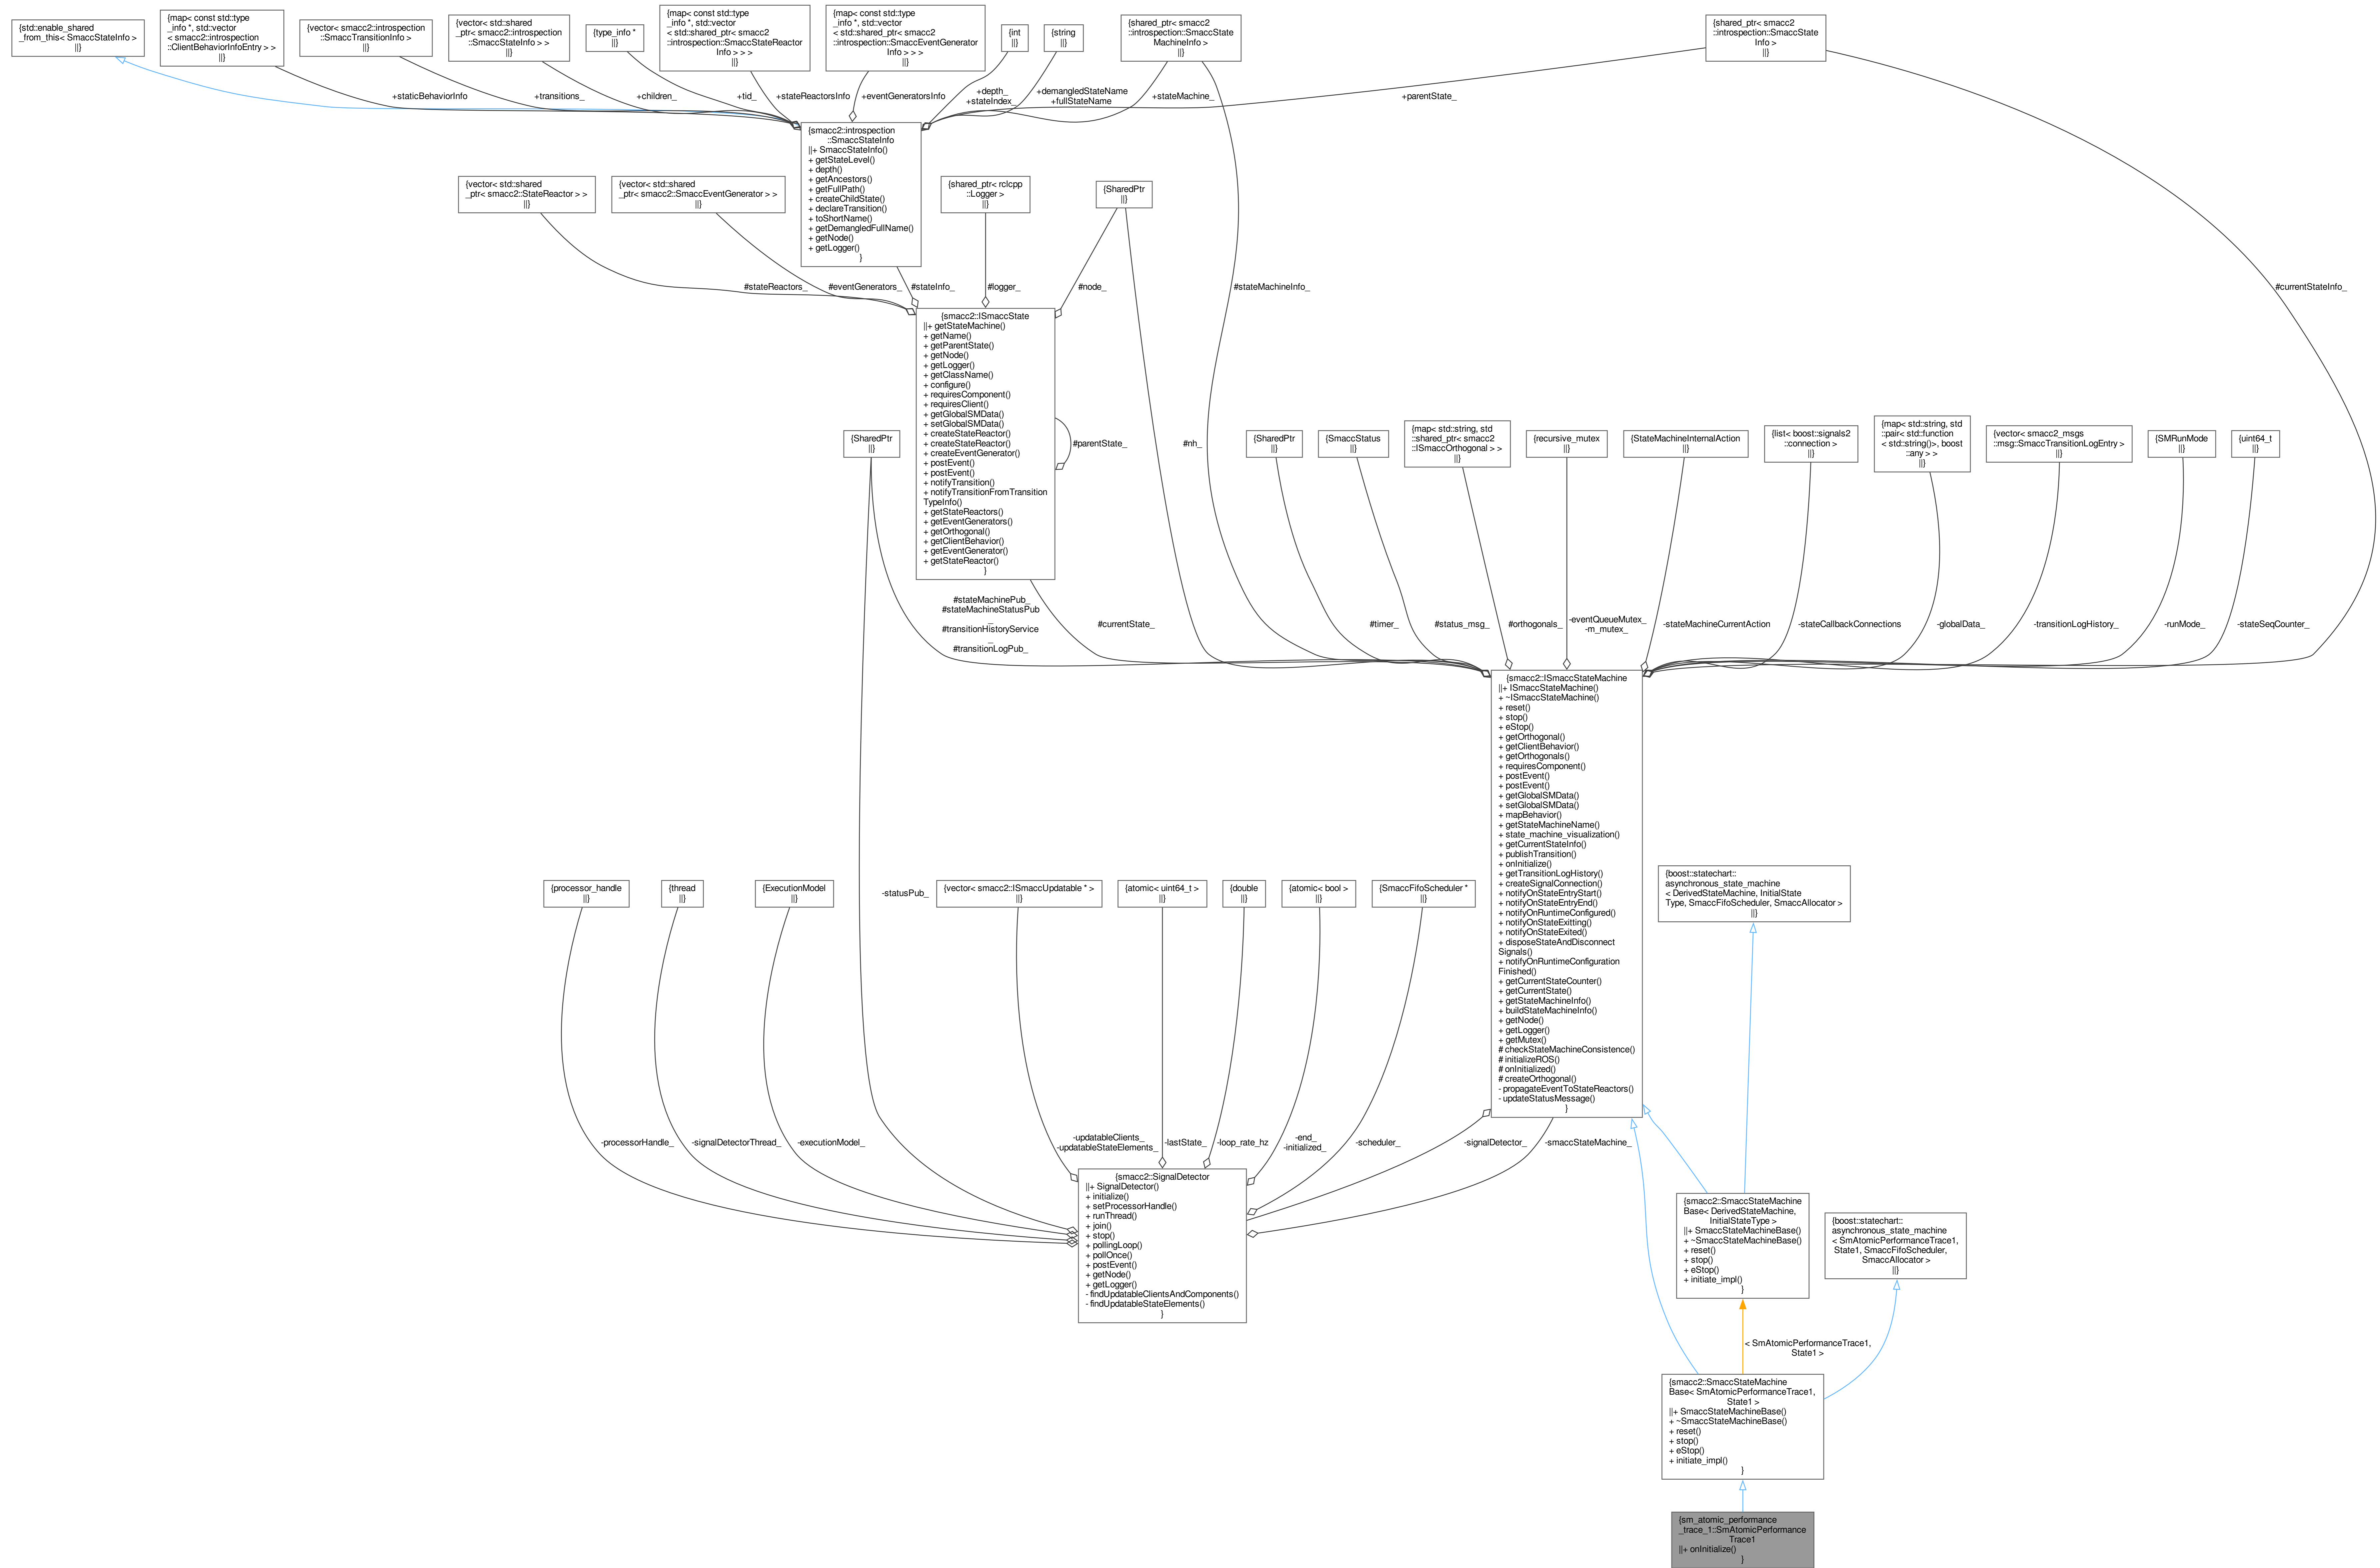 {std::enable_shared
_from_this< SmaccStateInfo >
||}
{map< const std::type
_info *, std::vector
< smacc2::introspection
::ClientBehaviorInfoEntry > >
||}
{vector< smacc2::introspection
::SmaccTransitionInfo >
||}
{vector< std::shared
_ptr< smacc2::introspection
::SmaccStateInfo > >
||}
{type_info *
||}
{map< const std::type
_info *, std::vector
< std::shared_ptr< smacc2
::introspection::SmaccStateReactor
Info > > >
||}
{map< const std::type
_info *, std::vector
< std::shared_ptr< smacc2
::introspection::SmaccEventGenerator
Info > > >
||}
{int
||}
{string
||}
{shared_ptr< smacc2
::introspection::SmaccState
MachineInfo >
||}
{shared_ptr< smacc2
::introspection::SmaccState
Info >
||}
+staticBehaviorInfo
+transitions_
+children_
+tid_
+stateReactorsInfo
+eventGeneratorsInfo
+depth_
+stateIndex_
+demangledStateName
+fullStateName
+stateMachine_
+parentState_
{smacc2::introspection
::SmaccStateInfo
||+ SmaccStateInfo()
+ getStateLevel()
+ depth()
+ getAncestors()
+ getFullPath()
+ createChildState()
+ declareTransition()
+ toShortName()
+ getDemangledFullName()
+ getNode()
+ getLogger()
}
{vector< std::shared
_ptr< smacc2::StateReactor > >
||}
{vector< std::shared
_ptr< smacc2::SmaccEventGenerator > >
||}
{shared_ptr< rclcpp
::Logger >
||}
{SharedPtr
||}
#stateReactors_
#eventGenerators_
#stateInfo_
#logger_
#node_
#stateMachineInfo_
#currentStateInfo_
{smacc2::ISmaccState
||+ getStateMachine()
+ getName()
+ getParentState()
+ getNode()
+ getLogger()
+ getClassName()
+ configure()
+ requiresComponent()
+ requiresClient()
+ getGlobalSMData()
+ setGlobalSMData()
+ createStateReactor()
+ createStateReactor()
+ createEventGenerator()
+ postEvent()
+ postEvent()
+ notifyTransition()
+ notifyTransitionFromTransition
TypeInfo()
+ getStateReactors()
+ getEventGenerators()
+ getOrthogonal()
+ getClientBehavior()
+ getEventGenerator()
+ getStateReactor()
}
#parentState_
#nh_
{SharedPtr
||}
{SharedPtr
||}
{SmaccStatus
||}
{map< std::string, std
::shared_ptr< smacc2
::ISmaccOrthogonal > >
||}
{recursive_mutex
||}
{StateMachineInternalAction
||}
{list< boost::signals2
::connection >
||}
{map< std::string, std
::pair< std::function
< std::string()>, boost
::any > >
||}
{vector< smacc2_msgs
::msg::SmaccTransitionLogEntry >
||}
{SMRunMode
||}
{uint64_t
||}
#stateMachinePub_
#stateMachineStatusPub
_
#transitionHistoryService
_
#transitionLogPub_
#currentState_
#timer_
#status_msg_
#orthogonals_
-eventQueueMutex_
-m_mutex_
-stateMachineCurrentAction
-stateCallbackConnections
-globalData_
-transitionLogHistory_
-runMode_
-stateSeqCounter_
{smacc2::ISmaccStateMachine
||+ ISmaccStateMachine()
+ ~ISmaccStateMachine()
+ reset()
+ stop()
+ eStop()
+ getOrthogonal()
+ getClientBehavior()
+ getOrthogonals()
+ requiresComponent()
+ postEvent()
+ postEvent()
+ getGlobalSMData()
+ setGlobalSMData()
+ mapBehavior()
+ getStateMachineName()
+ state_machine_visualization()
+ getCurrentStateInfo()
+ publishTransition()
+ onInitialize()
+ getTransitionLogHistory()
+ createSignalConnection()
+ notifyOnStateEntryStart()
+ notifyOnStateEntryEnd()
+ notifyOnRuntimeConfigured()
+ notifyOnStateExitting()
+ notifyOnStateExited()
+ disposeStateAndDisconnect
Signals()
+ notifyOnRuntimeConfiguration
Finished()
+ getCurrentStateCounter()
+ getCurrentState()
+ getStateMachineInfo()
+ buildStateMachineInfo()
+ getNode()
+ getLogger()
+ getMutex()
# checkStateMachineConsistence()
# initializeROS()
# onInitialized()
# createOrthogonal()
- propagateEventToStateReactors()
- updateStatusMessage()
}
{processor_handle
||}
{thread
||}
{ExecutionModel
||}
-statusPub_
{vector< smacc2::ISmaccUpdatable * >
||}
{atomic< uint64_t >
||}
{double
||}
{atomic< bool >
||}
{SmaccFifoScheduler *
||}
{boost::statechart::
asynchronous_state_machine
< DerivedStateMachine, InitialState
Type, SmaccFifoScheduler, SmaccAllocator >
||}
-processorHandle_
-signalDetectorThread_
-executionModel_
-updatableClients_
-updatableStateElements_
-lastState_
-loop_rate_hz
-end_
-initialized_
-scheduler_
-signalDetector_
-smaccStateMachine_
{smacc2::SignalDetector
||+ SignalDetector()
+ initialize()
+ setProcessorHandle()
+ runThread()
+ join()
+ stop()
+ pollingLoop()
+ pollOnce()
+ postEvent()
+ getNode()
+ getLogger()
- findUpdatableClientsAndComponents()
- findUpdatableStateElements()
}
{smacc2::SmaccStateMachine
Base< DerivedStateMachine,
InitialStateType >
||+ SmaccStateMachineBase()
+ ~SmaccStateMachineBase()
+ reset()
+ stop()
+ eStop()
+ initiate_impl()
}
{boost::statechart::
asynchronous_state_machine
< SmAtomicPerformanceTrace1,
State1, SmaccFifoScheduler,
SmaccAllocator >
||}
< SmAtomicPerformanceTrace1,
State1 >
{smacc2::SmaccStateMachine
Base< SmAtomicPerformanceTrace1,
State1 >
||+ SmaccStateMachineBase()
+ ~SmaccStateMachineBase()
+ reset()
+ stop()
+ eStop()
+ initiate_impl()
}
{sm_atomic_performance
_trace_1::SmAtomicPerformance
Trace1
||+ onInitialize()
}